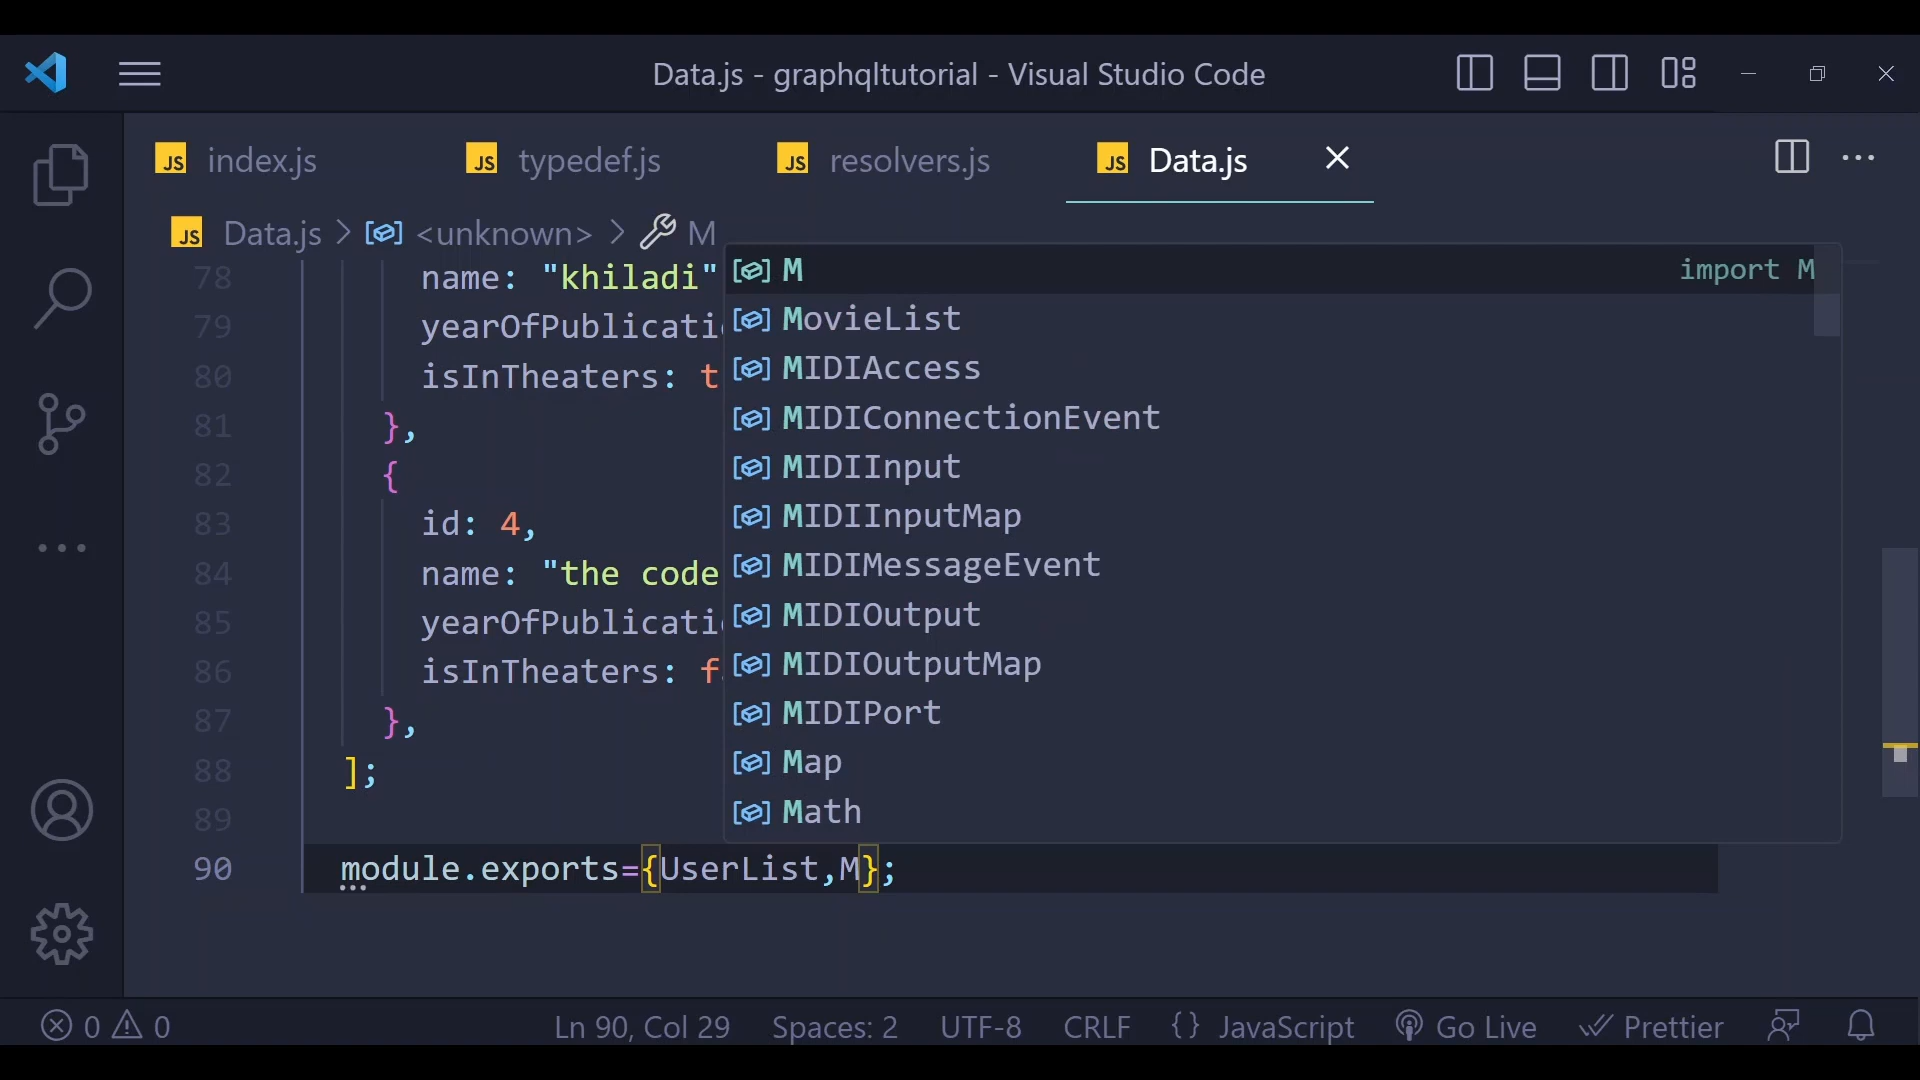 Data.js - graphqltutorial - Visual Studio Code
JS index.js JS typedef.js JS resolvers.js JS Data.js
JS Data.js > <unknown> > M
78 name: "khiladi"
79 yearOfPublicati
80 isInTheaters: t
81 },
82 {
83 id: 4,
84 name: "the code
85 yearOfPublicati
86 isInTheaters: f
87 },
88 ];
89
90 module.exports={UserList,M};
M import M
MovieList
MIDIAccess
MIDIConnectionEvent
MIDIInput
MIDIInputMap
MIDIMessageEvent
MIDIOutput
MIDIOutputMap
MIDIPort
Map
Math
0 0 Ln 90, Col 29 Spaces: 2 UTF-8 CRLF {} JavaScript Go Live Prettier